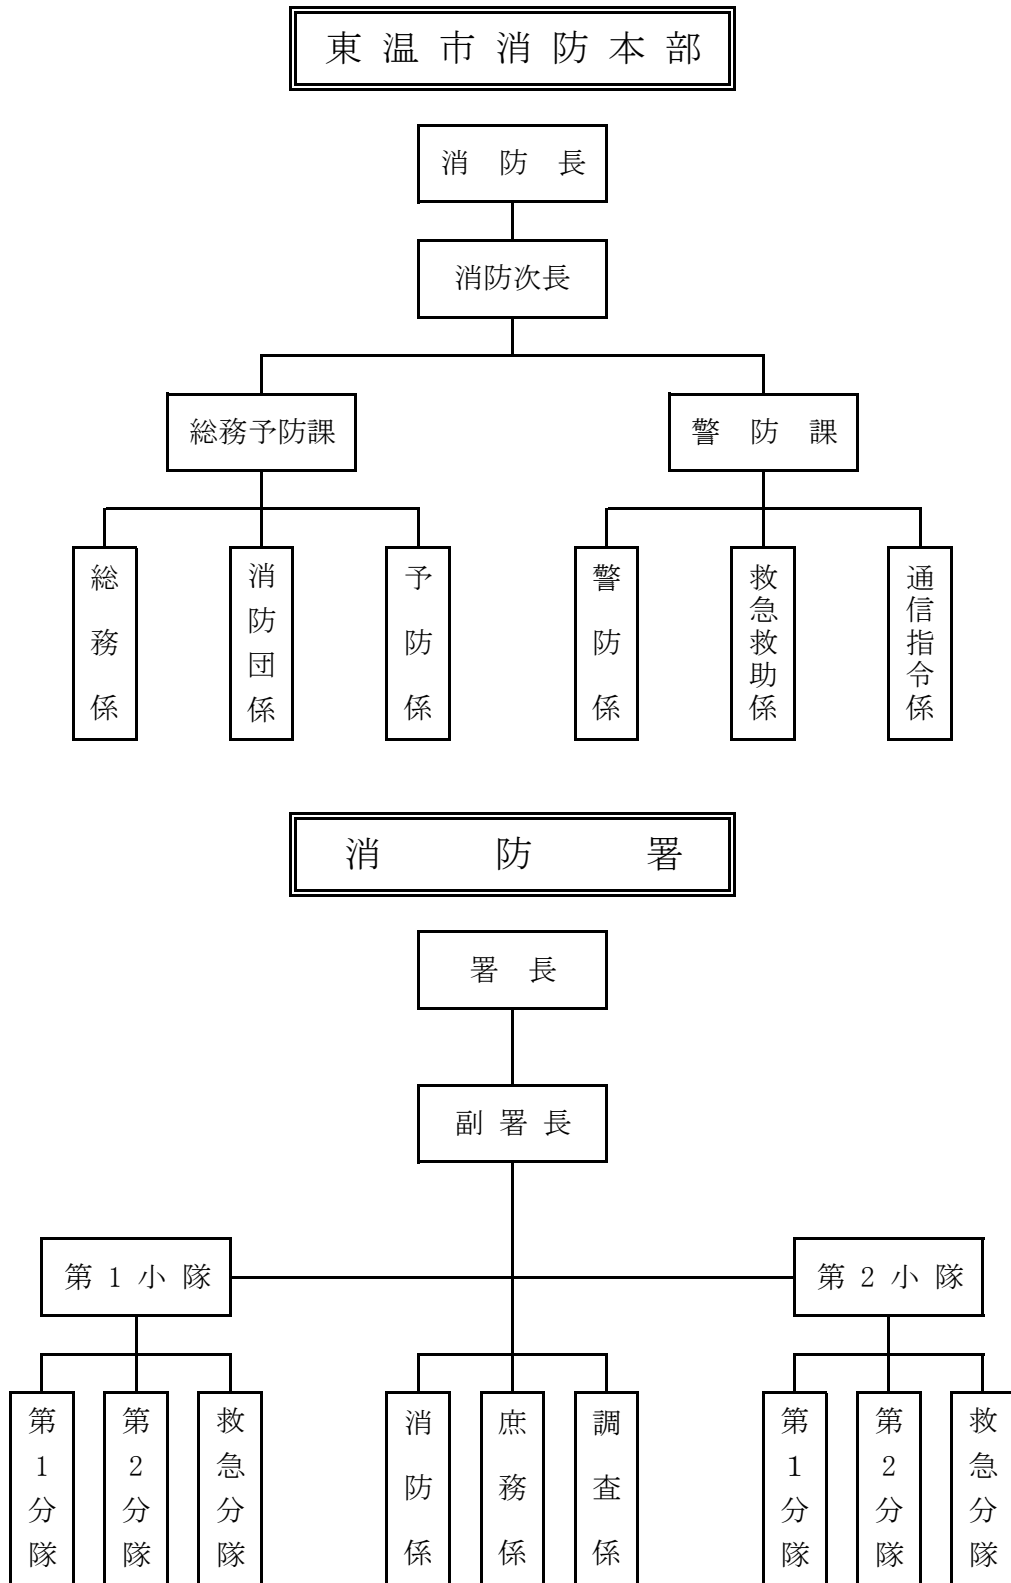 東温市消防本部
消防長
消防次長
総務予防課
警防課
総務係
消防団係
予防係
警防係
救急救助係
通信指令係
消防署
署長
副署長
第1小隊
第2小隊
第1分隊
第2分隊
救急分隊
消防係
庶務係
調査係
第1分隊
第2分隊
救急分隊